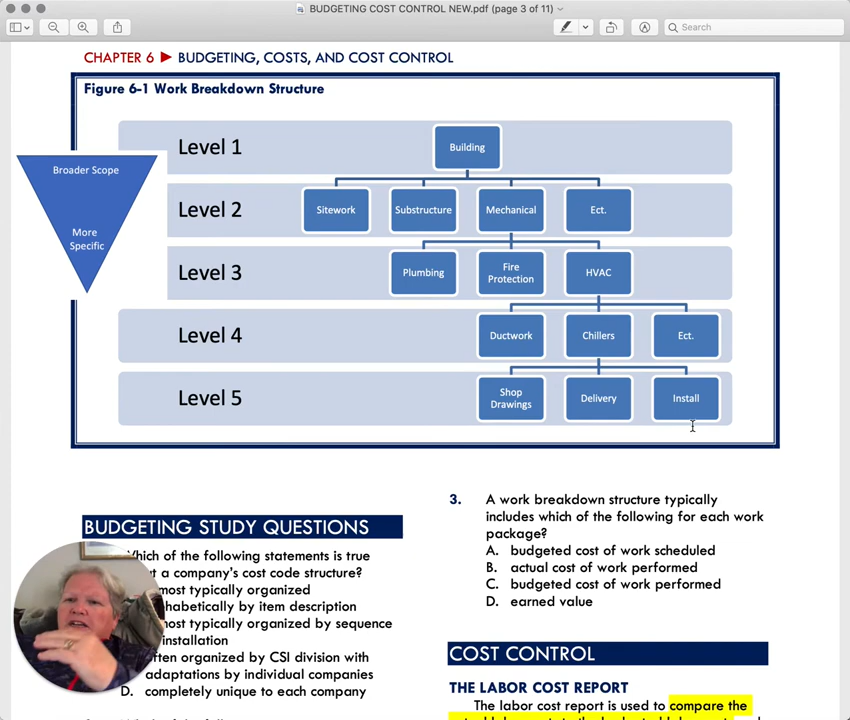 BUDGETING COST CONTROL NEW.pdf (page 3 of 11)
Search
CHAPTER 6 ► BUDGETING, COSTS, AND COST CONTROL
Figure 6-1 Work Breakdown Structure
Broader Scope
More
Specific
Level 1
Building
Level 2
Sitework
Substructure
Mechanical
Ect.
Level 3
Plumbing
Fire
Protection
HVAC
Level 4
Ductwork
Chillers
Ect.
Level 5
Shop
Drawings
Delivery
Install
BUDGETING STUDY QUESTIONS
Which of the following statements is true
a company's cost code structure?
most typically organized
by item description
most typically organized by sequence
installation
often organized by CSI division with
adaptations by individual companies
D. completely unique to each company
3. A work breakdown structure typically
includes which of the following for each work
package?
A. budgeted cost of work scheduled
B. actual cost of work performed
C. budgeted cost of work performed
D. earned value
COST CONTROL
THE LABOR COST REPORT
The labor cost report is used to compare the